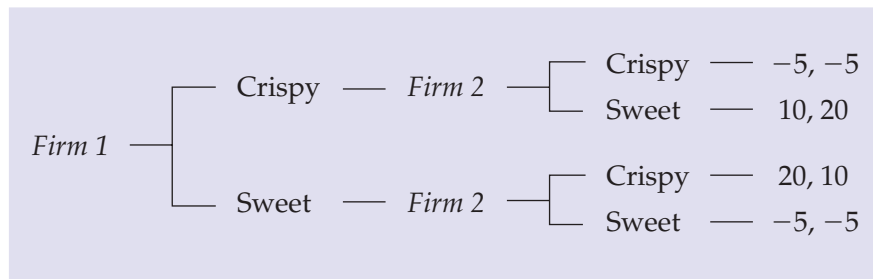 Crispy −5, −5
Crispy Firm 2
Sweet 10, 20
Firm 1
Crispy 20, 10
Sweet Firm 2
Sweet −5, −5